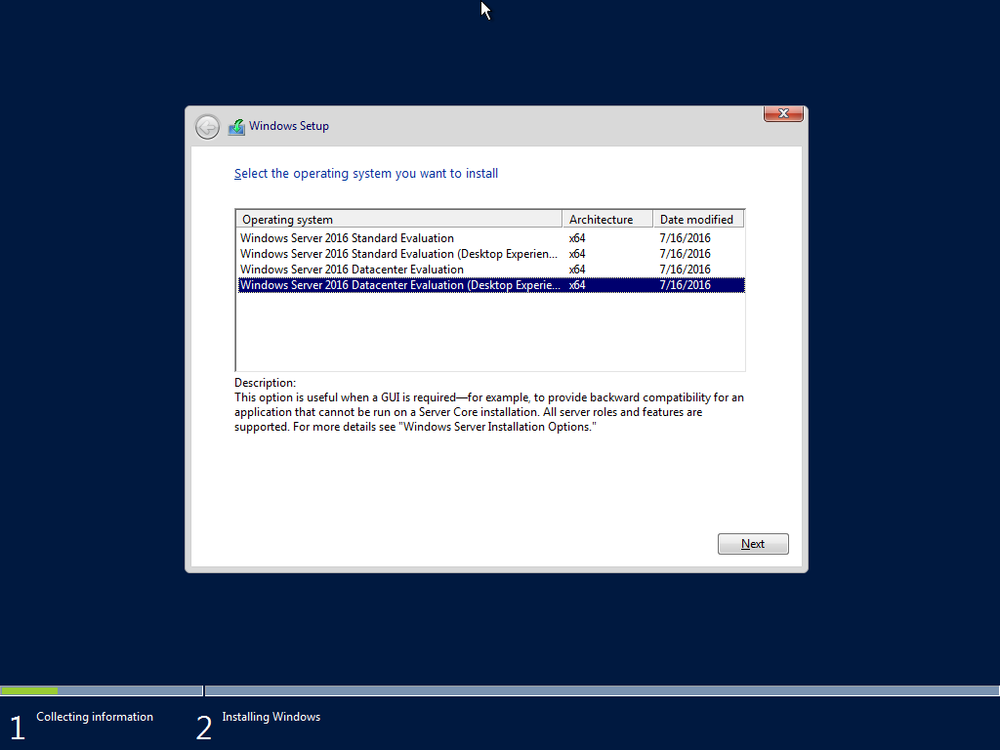 Windows Setup
Select the operating system you want to install
Operating system Architecture Date modified
Windows Server 2016 Standard Evaluation x64 7/16/2016
Windows Server 2016 Standard Evaluation (Desktop Experien... x64 7/16/2016
Windows Server 2016 Datacenter Evaluation x64 7/16/2016
Windows Server 2016 Datacenter Evaluation (Desktop Experie... x64 7/16/2016
Description:
This option is useful when a GUI is required—for example, to provide backward compatibility for an
application that cannot be run on a Server Core installation. All server roles and features are
supported. For more details see "Windows Server Installation Options."
Next
1 Collecting information 2 Installing Windows